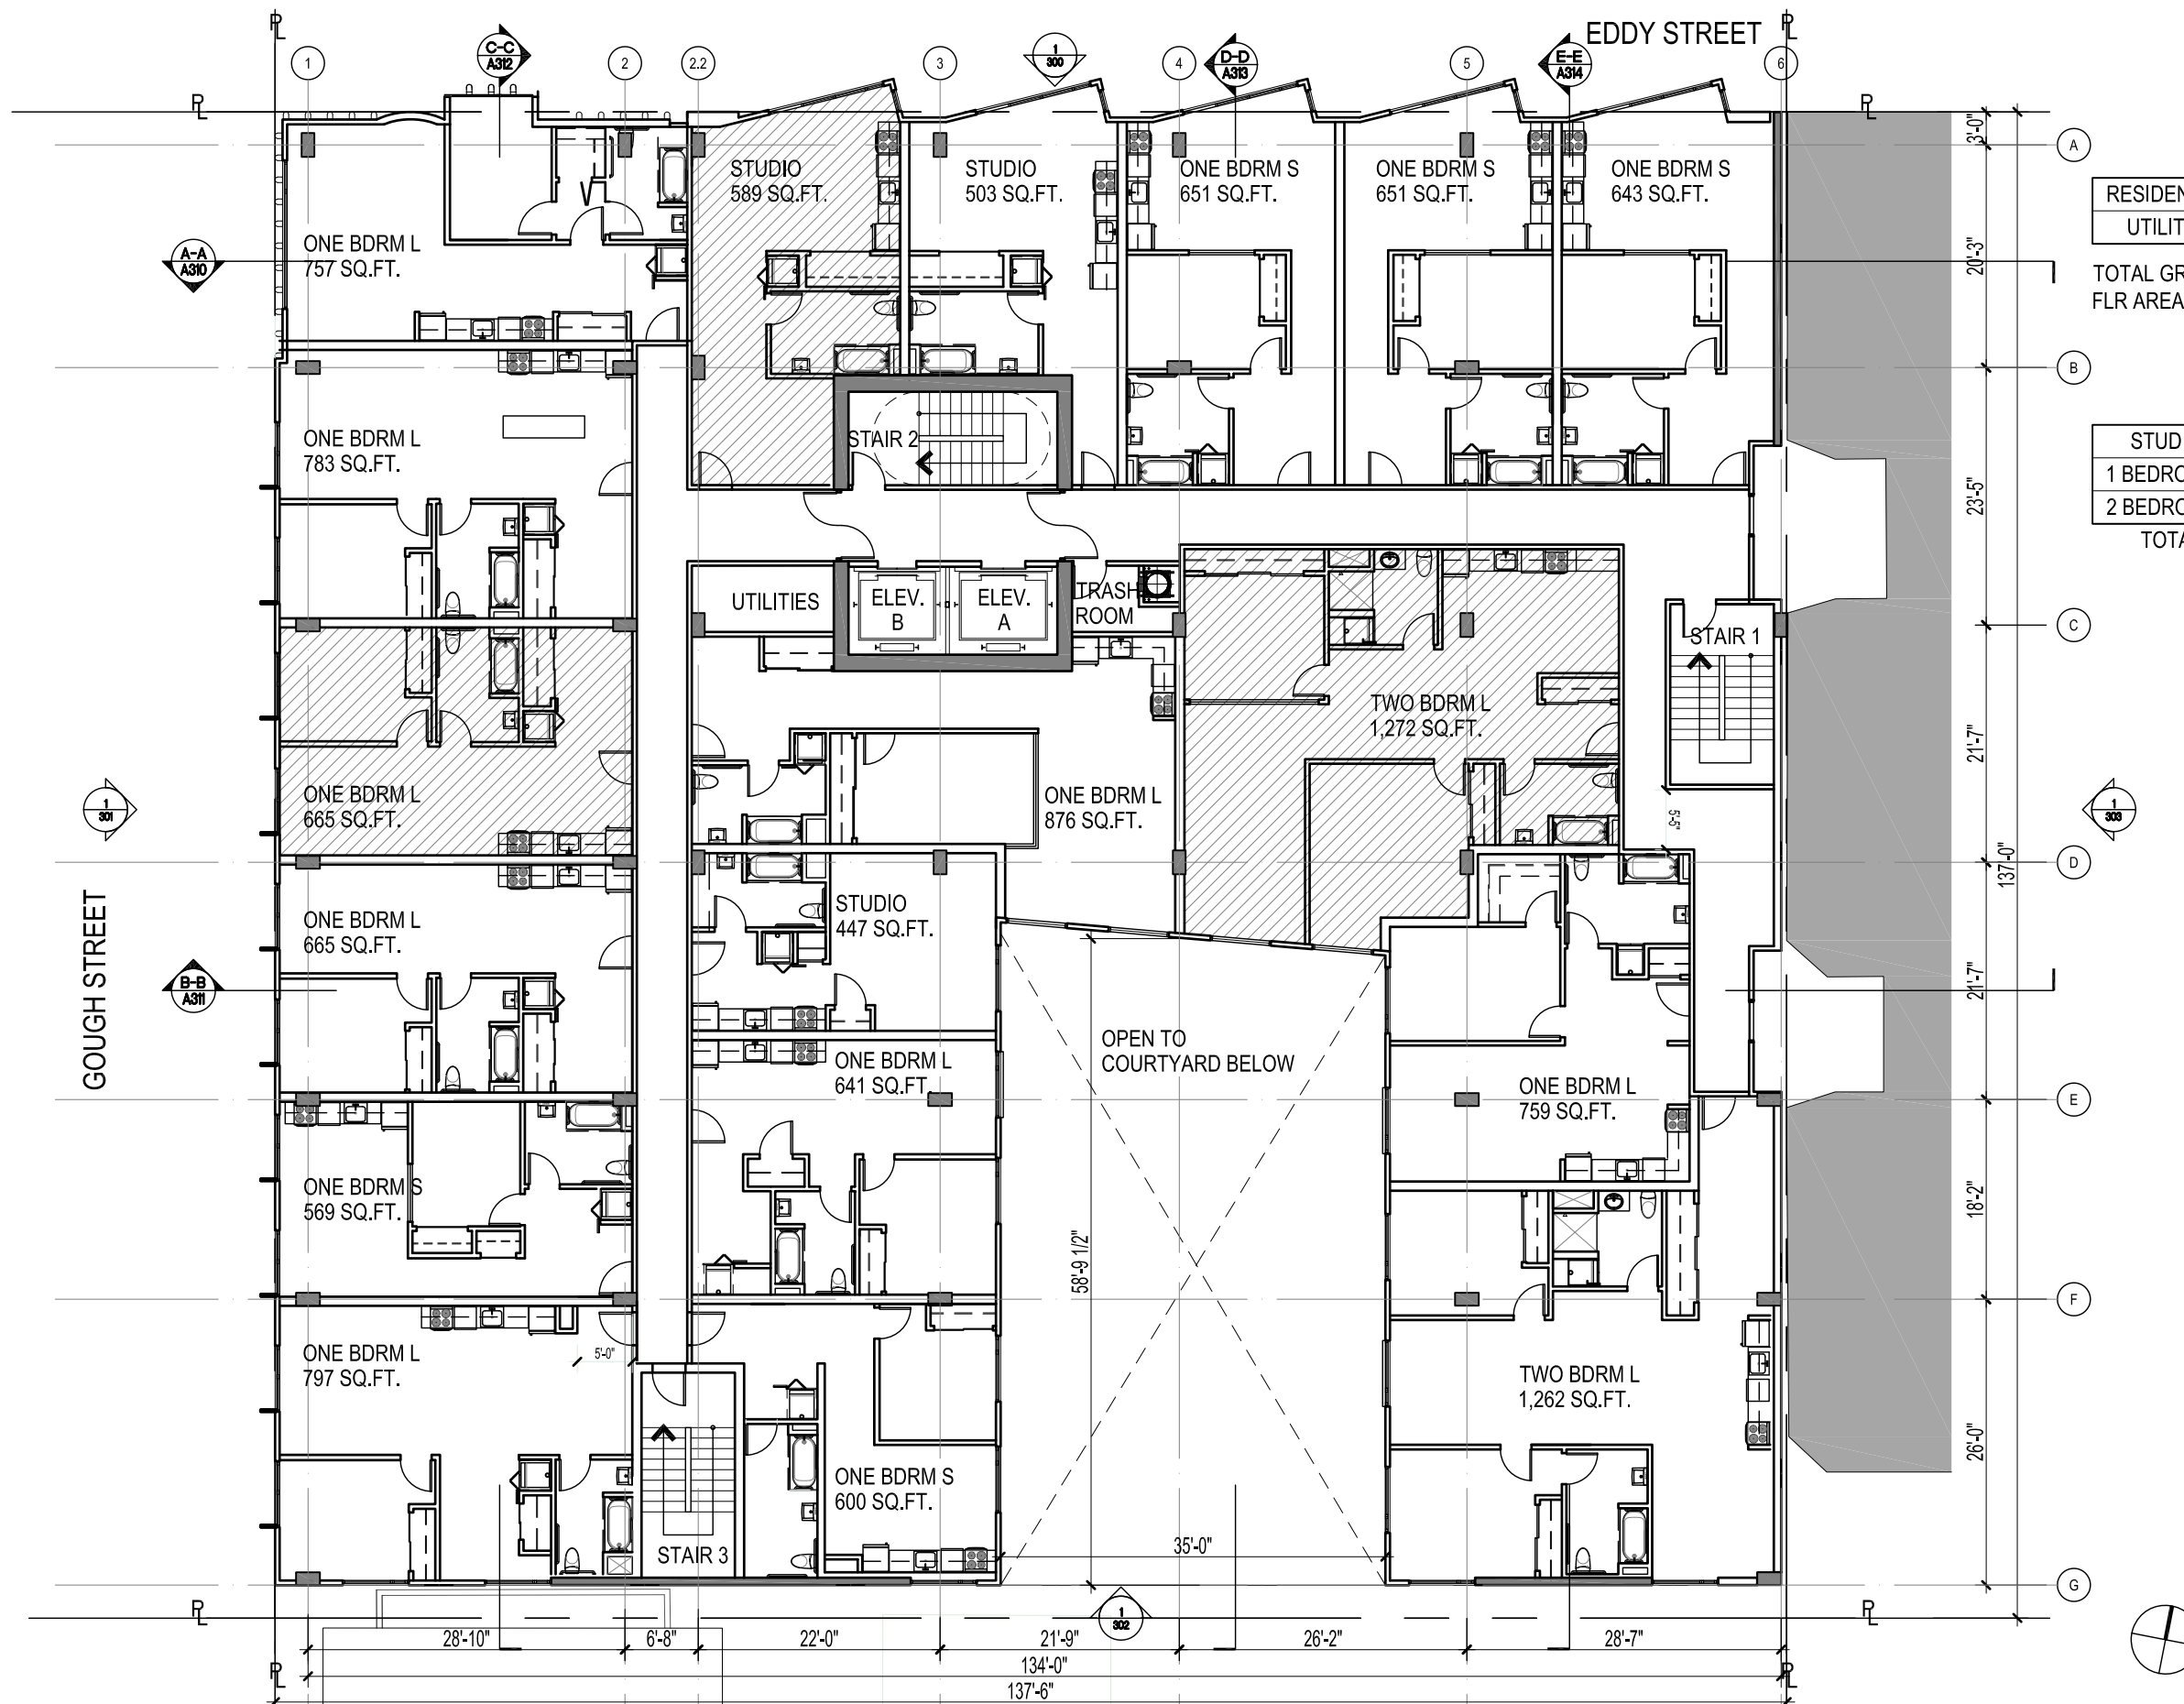 EDDY STREET
P
L
P
L
C-C
A312
1
300
D-D
A313
E-E
A314
1
2
2.2
3
4
5
6
P
L
P
L
3'-0"
A
STUDIO
589 SQ.FT.
STUDIO
503 SQ.FT.
ONE BDRM S
651 SQ.FT.
ONE BDRM S
651 SQ.FT.
ONE BDRM S
643 SQ.FT.
RESIDEN
UTILIT
ONE BDRM L
757 SQ.FT.
A-A
A310
20'-3"
TOTAL GR
FLR AREA
B
ONE BDRM L
783 SQ.FT.
STAIR 2
STUD
1 BEDRO
2 BEDRO
TOTA
23'-5"
UTILITIES
ELEV.
B
ELEV.
A
TRASH
ROOM
C
STAIR 1
TWO BDRM L
1,272 SQ.FT.
21'-7"
ONE BDRM L
665 SQ.FT.
ONE BDRM L
876 SQ.FT.
1
301
5'-5"
1
303
D
137'-0"
GOUGH STREET
ONE BDRM L
665 SQ.FT.
STUDIO
447 SQ.FT.
B-B
A311
21'-7"
OPEN TO
COURTYARD BELOW
ONE BDRM L
641 SQ.FT.
ONE BDRM L
759 SQ.FT.
E
ONE BDRM S
569 SQ.FT.
18'-2"
58'-9 1/2"
F
ONE BDRM L
797 SQ.FT.
5'-0"
TWO BDRM L
1,262 SQ.FT.
26'-0"
ONE BDRM S
600 SQ.FT.
STAIR 3
35'-0"
G
P
L
1
302
P
L
28'-10"
6'-8"
22'-0"
21'-9"
26'-2"
28'-7"
P
L
134'-0"
P
L
137'-6"